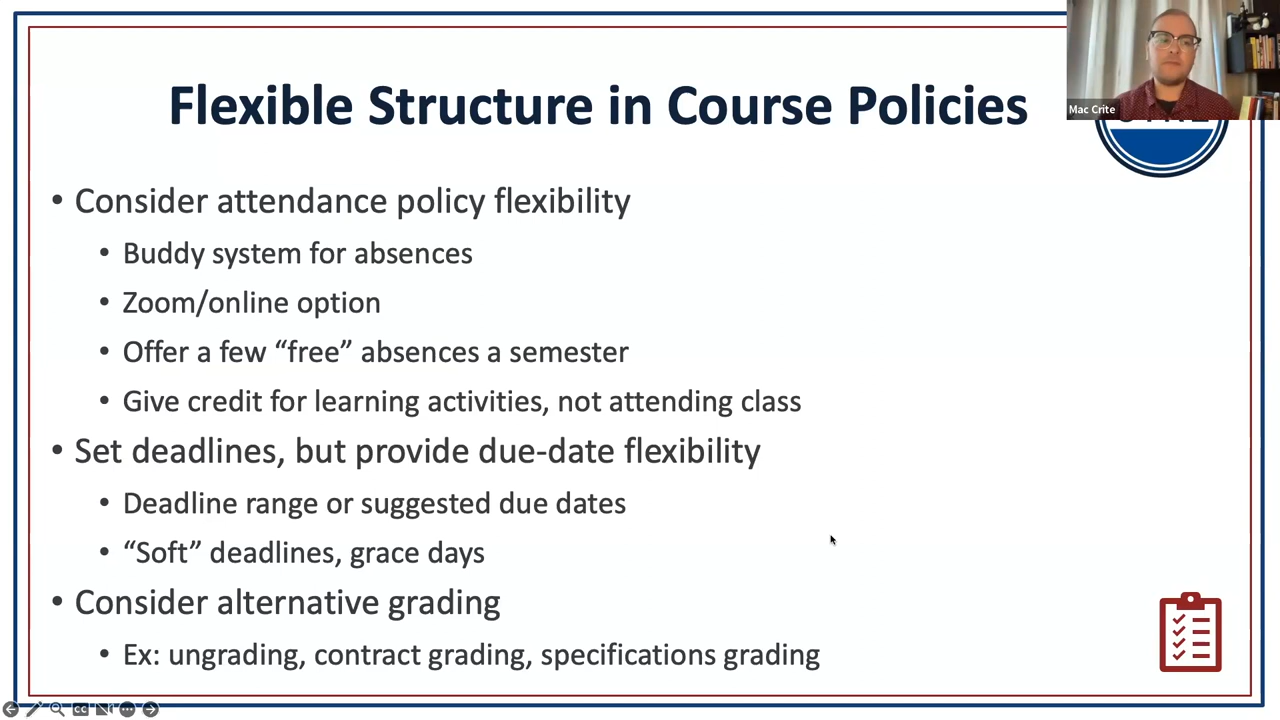 Flexible Structure in Course Policies
Mac Crite
• Consider attendance policy flexibility
• Buddy system for absences
• Zoom/online option
• Offer a few “free” absences a semester
• Give credit for learning activities, not attending class
• Set deadlines, but provide due-date flexibility
• Deadline range or suggested due dates
• “Soft” deadlines, grace days
• Consider alternative grading
• Ex: ungrading, contract grading, specifications grading
CC